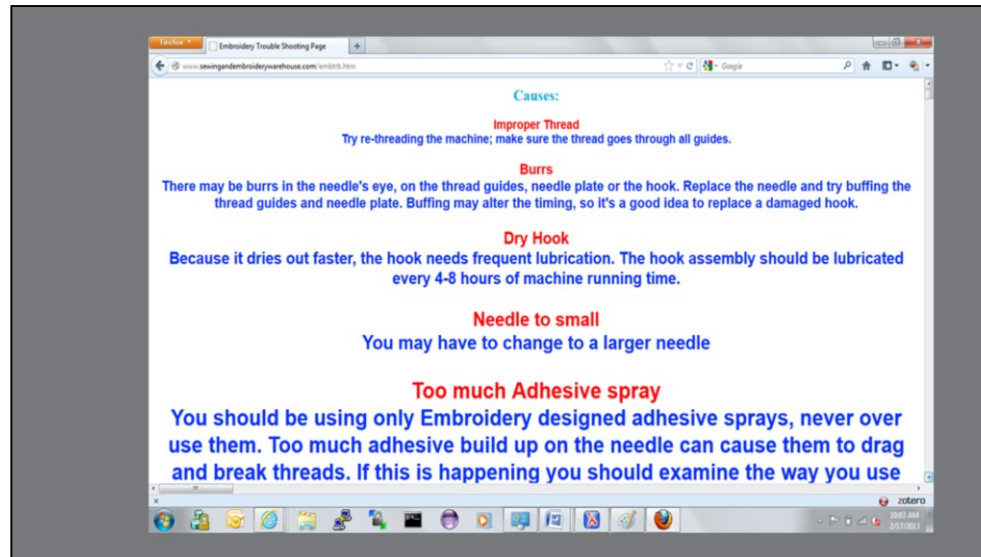 Firefox
Embroidery Trouble Shooting Page
www.sewingandembroiderywarehouse.com/embtrb.htm
Google
Causes:
Improper Thread
Try re-threading the machine; make sure the thread goes through all guides.
Burrs
There may be burrs in the needle's eye, on the thread guides, needle plate or the hook. Replace the needle and try buffing the
thread guides and needle plate. Buffing may alter the timing, so it's a good idea to replace a damaged hook.
Dry Hook
Because it dries out faster, the hook needs frequent lubrication. The hook assembly should be lubricated
every 4-8 hours of machine running time.
Needle to small
You may have to change to a larger needle
Too much Adhesive spray
You should be using only Embroidery designed adhesive sprays, never over
use them. Too much adhesive build up on the needle can cause them to drag
and break threads. If this is happening you should examine the way you use
zotero
10:03 AM
2/17/2013